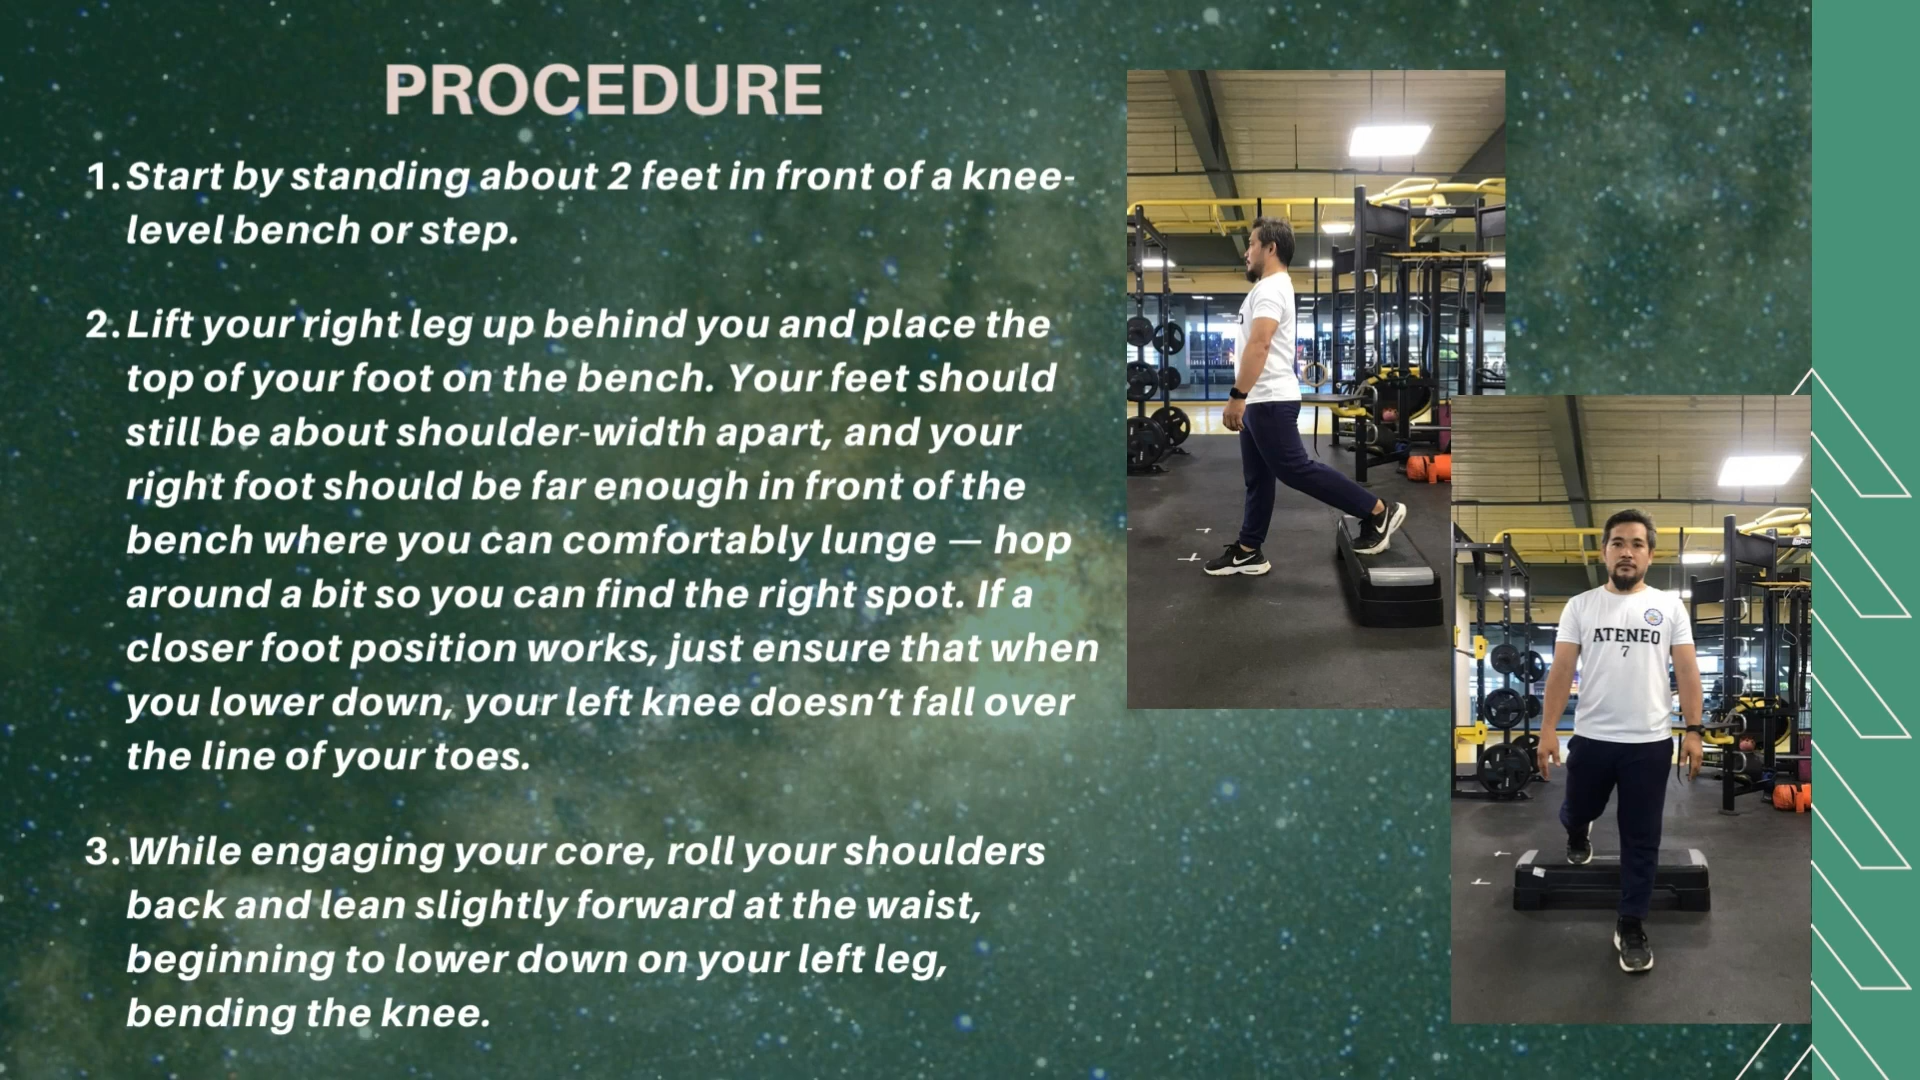 PROCEDURE
1. Start by standing about 2 feet in front of a knee-
level bench or step.
2. Lift your right leg up behind you and place the
top of your foot on the bench. Your feet should
still be about shoulder-width apart, and your
right foot should be far enough in front of the
bench where you can comfortably lunge — hop
around a bit so you can find the right spot. If a
closer foot position works, just ensure that when
you lower down, your left knee doesn’t fall over
the line of your toes.
3. While engaging your core, roll your shoulders
back and lean slightly forward at the waist,
beginning to lower down on your left leg,
bending the knee.
ATENEO
7